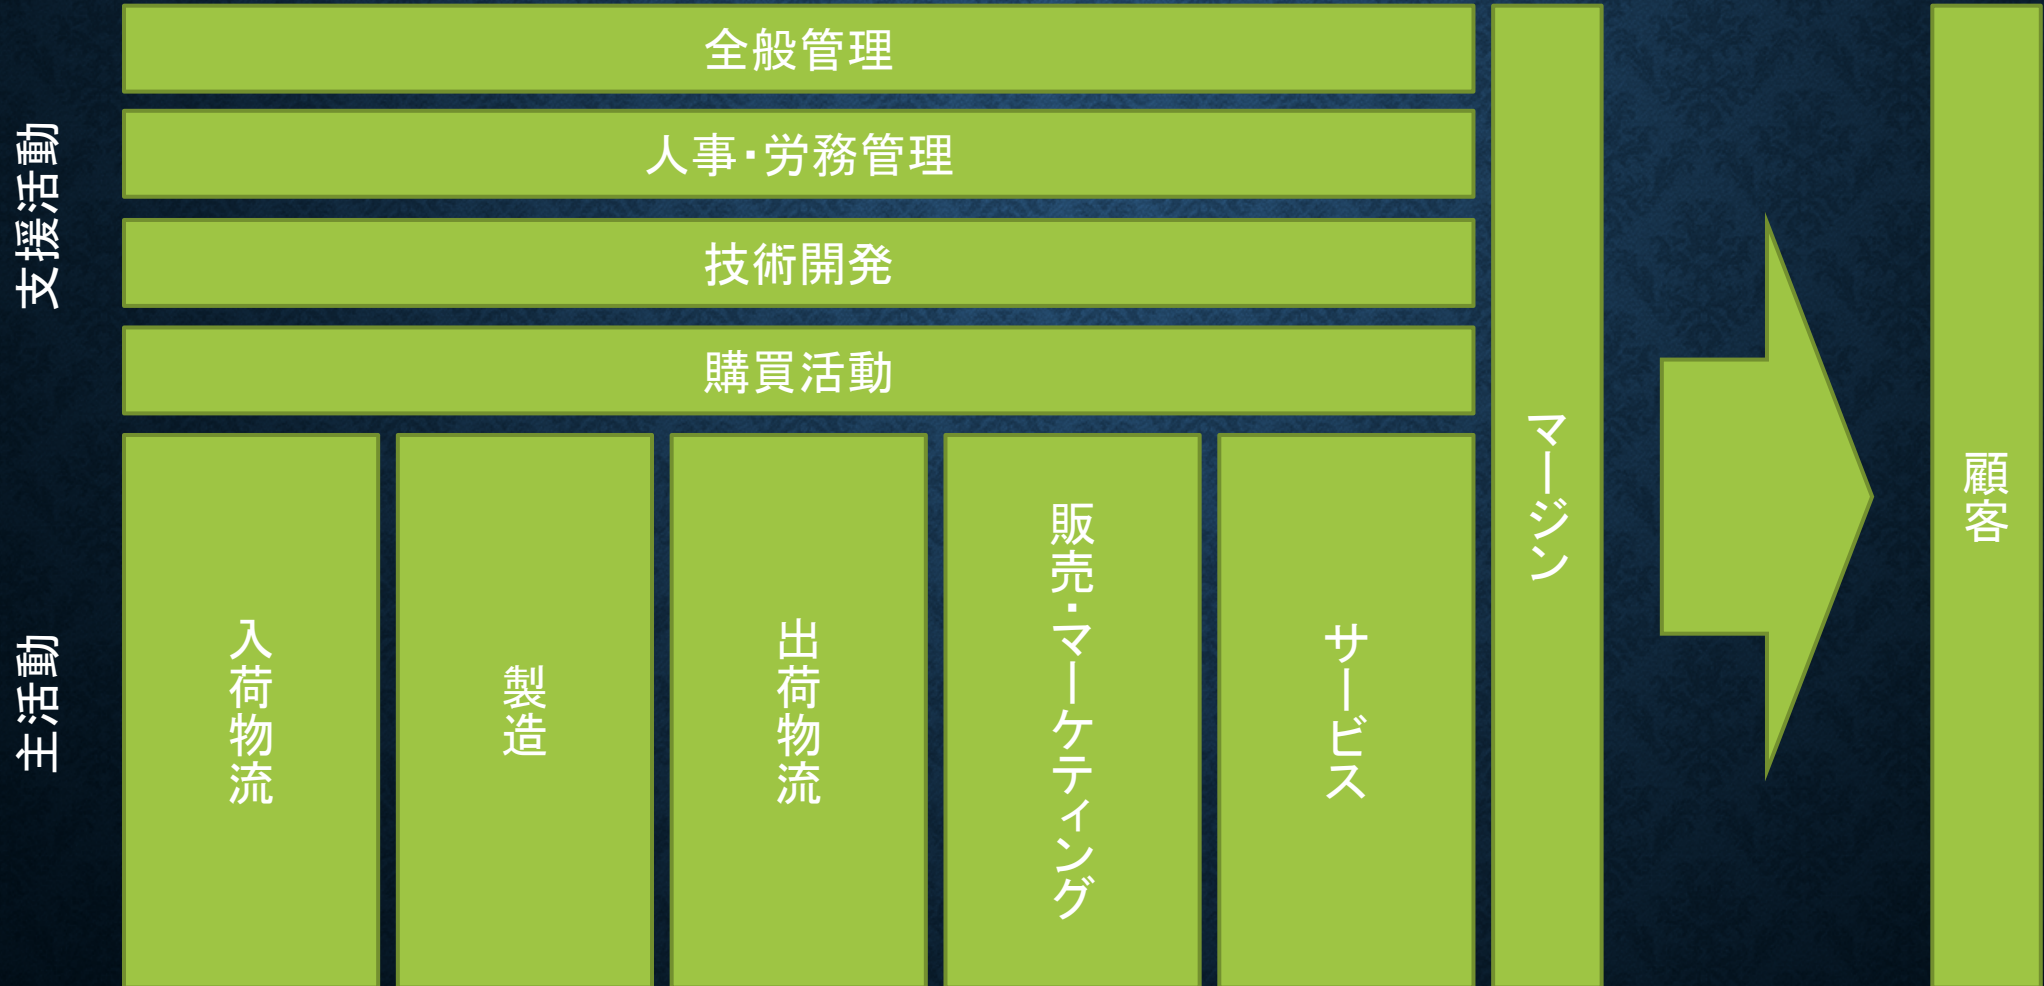 支援活動
全般管理
人事・労務管理
技術開発
購買活動
主活動
入荷物流
製造
出荷物流
販売・マーケティング
サービス
マージン
顧客